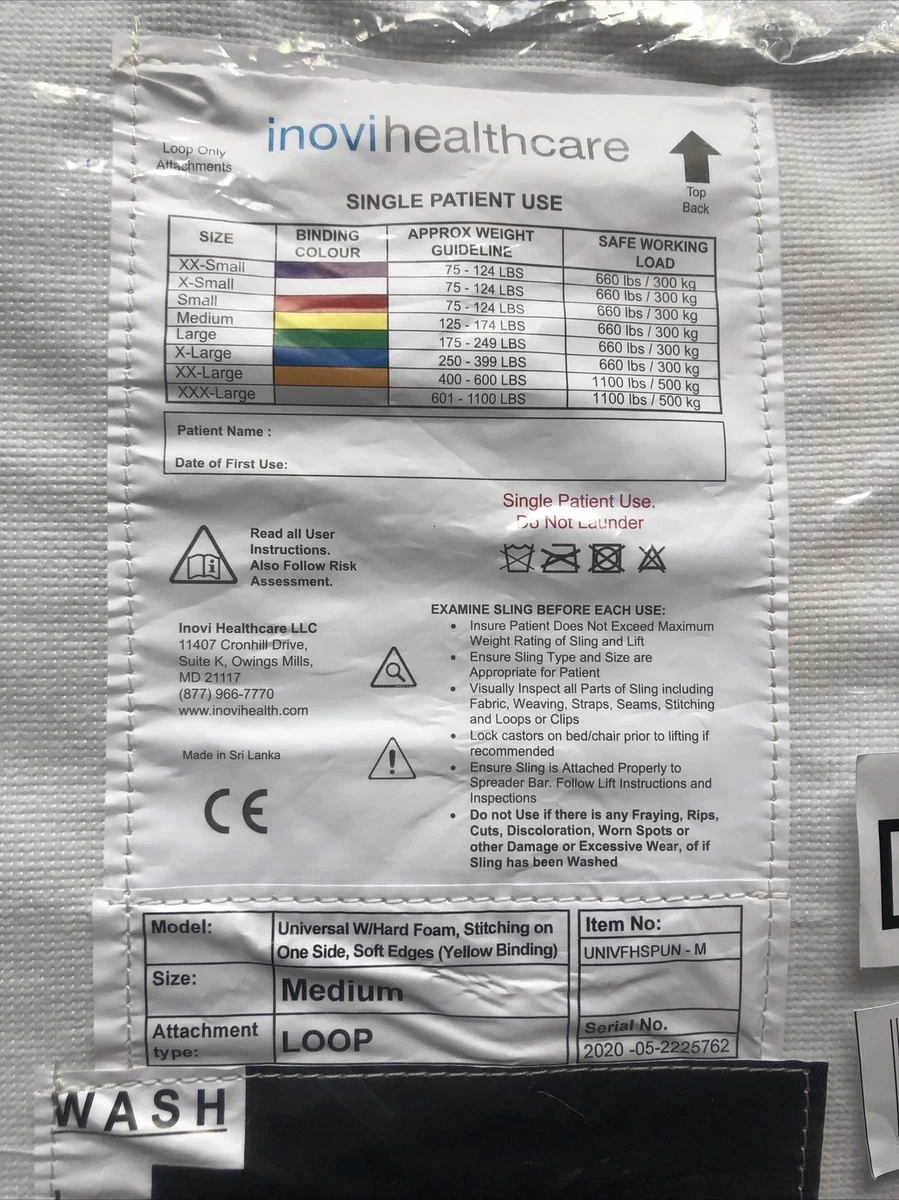 inovihealthcare
Loop Only
Attachments
Top
Back
SINGLE PATIENT USE
SIZE BINDING COLOUR APPROX WEIGHT GUIDELINE SAFE WORKING LOAD
XX-Small 75 - 124 LBS 660 lbs / 300 kg
X-Small 75 - 124 LBS 660 lbs / 300 kg
Small 75 - 124 LBS 660 lbs / 300 kg
Medium 125 - 174 LBS 660 lbs / 300 kg
Large 175 - 249 LBS 660 lbs / 300 kg
X-Large 250 - 399 LBS 660 lbs / 300 kg
XX-Large 400 - 600 LBS 1100 lbs / 500 kg
XXX-Large 601 - 1100 LBS 1100 lbs / 500 kg
Patient Name :
Date of First Use:
Single Patient Use.
Do Not Launder
Read all User
Instructions.
Also Follow Risk
Assessment.
Inovi Healthcare LLC
11407 Cronhill Drive,
Suite K, Owings Mills,
MD 21117
(877) 966-7770
www.inovihealth.com
Made in Sri Lanka
CE
EXAMINE SLING BEFORE EACH USE:
• Insure Patient Does Not Exceed Maximum
Weight Rating of Sling and Lift
• Ensure Sling Type and Size are
Appropriate for Patient
• Visually Inspect all Parts of Sling including
Fabric, Weaving, Straps, Seams, Stitching
and Loops or Clips
• Lock castors on bed/chair prior to lifting if
recommended
• Ensure Sling is Attached Properly to
Spreader Bar. Follow Lift Instructions and
Inspections
• Do not Use if there is any Fraying, Rips,
Cuts, Discoloration, Worn Spots or
other Damage or Excessive Wear, of if
Sling has been Washed
Model: Universal W/Hard Foam, Stitching on
One Side, Soft Edges (Yellow Binding)
Size: Medium
Attachment
type: LOOP
Item No:
UNIVFHSPUN - M
Serial No.
2020 -05-2225762
WASH